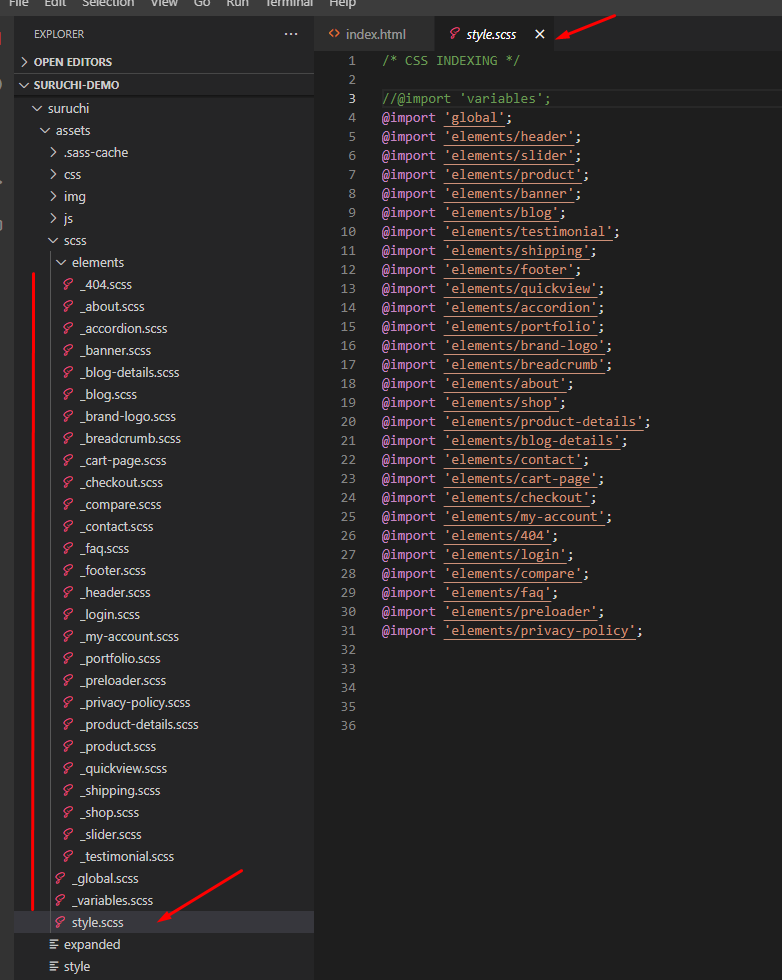 File Edit Selection View Go Run Terminal Help
EXPLORER
OPEN EDITORS
SURUCHI-DEMO
suruchi
assets
.sass-cache
css
img
js
scss
elements
_404.scss
_about.scss
_accordion.scss
_banner.scss
_blog-details.scss
_blog.scss
_brand-logo.scss
_breadcrumb.scss
_cart-page.scss
_checkout.scss
_compare.scss
_contact.scss
_faq.scss
_footer.scss
_header.scss
_login.scss
_my-account.scss
_portfolio.scss
_preloader.scss
_privacy-policy.scss
_product-details.scss
_product.scss
_quickview.scss
_shipping.scss
_shop.scss
_slider.scss
_testimonial.scss
_global.scss
_variables.scss
style.scss
expanded
style
index.html style.scss
1 /* CSS INDEXING */
2
3 //@import 'variables';
4 @import 'global';
5 @import 'elements/header';
6 @import 'elements/slider';
7 @import 'elements/product';
8 @import 'elements/banner';
9 @import 'elements/blog';
10 @import 'elements/testimonial';
11 @import 'elements/shipping';
12 @import 'elements/footer';
13 @import 'elements/quickview';
14 @import 'elements/accordion';
15 @import 'elements/portfolio';
16 @import 'elements/brand-logo';
17 @import 'elements/breadcrumb';
18 @import 'elements/about';
19 @import 'elements/shop';
20 @import 'elements/product-details';
21 @import 'elements/blog-details';
22 @import 'elements/contact';
23 @import 'elements/cart-page';
24 @import 'elements/checkout';
25 @import 'elements/my-account';
26 @import 'elements/404';
27 @import 'elements/login';
28 @import 'elements/compare';
29 @import 'elements/faq';
30 @import 'elements/preloader';
31 @import 'elements/privacy-policy';
32
33
34
35
36